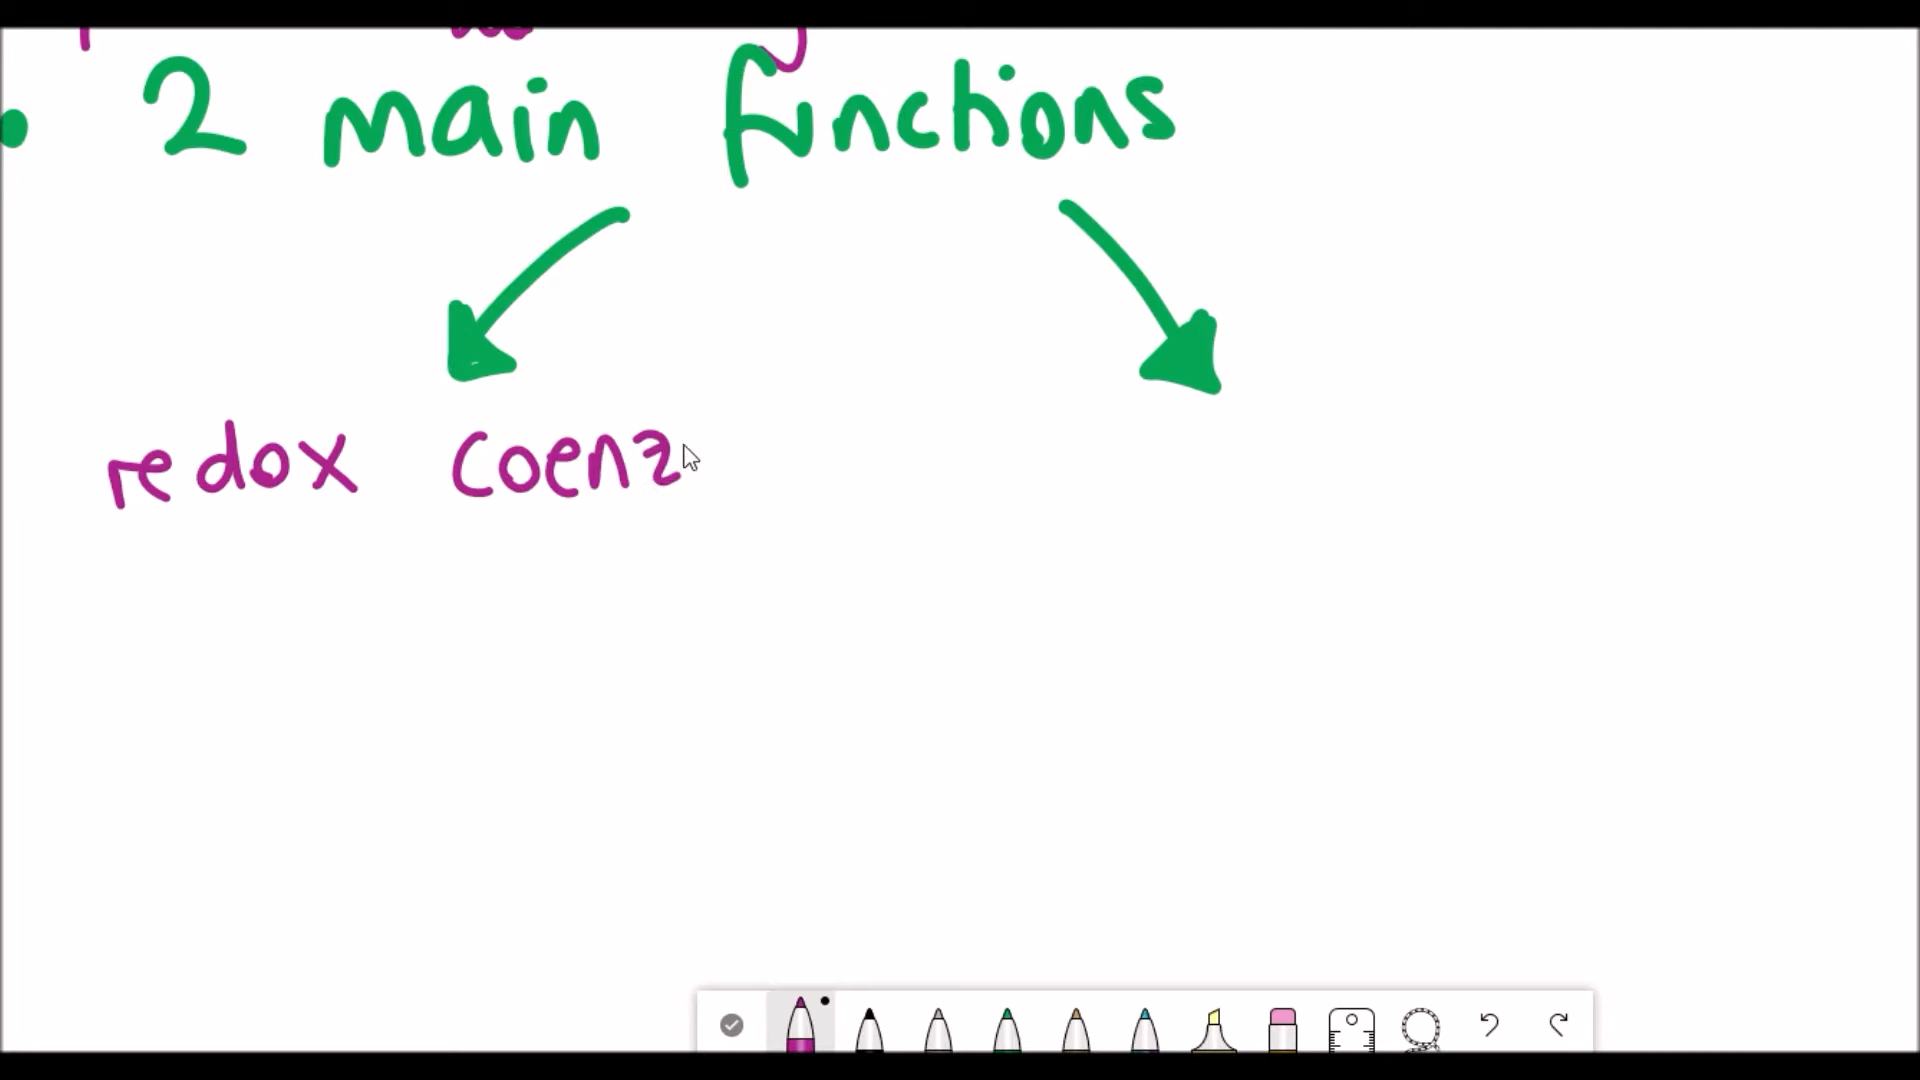 • 2 main functions
redox coenz